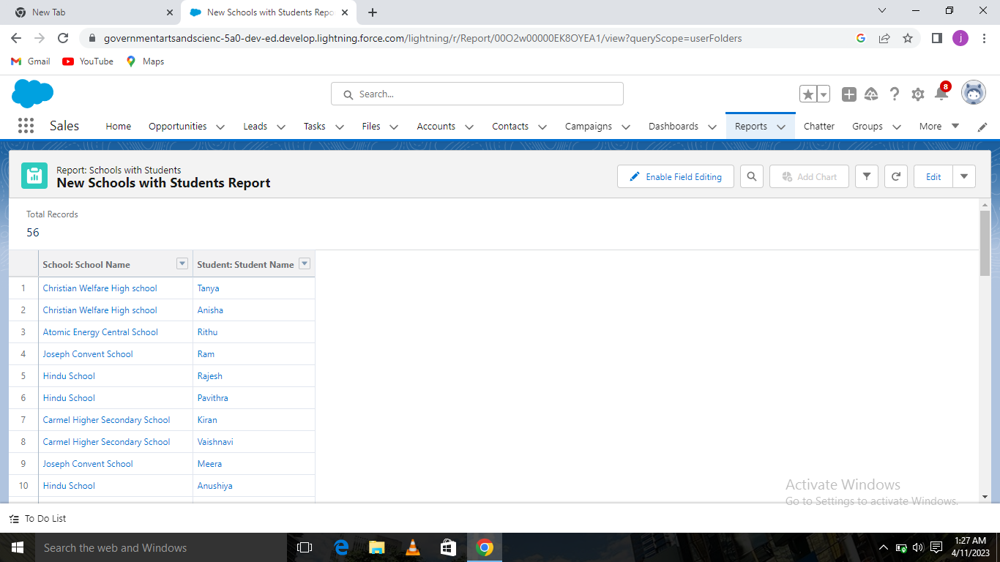 New Tab
New Schools with Students Repo
governmentartsandscienc-5a0-dev-ed.develop.lightning.force.com/lightning/r/Report/00O2w00000EK8OYEA1/view?queryScope=userFolders
j
Gmail YouTube Maps
Search...
8
Sales Home Opportunities Leads Tasks Files Accounts Contacts Campaigns Dashboards Reports Chatter Groups More
Report: Schools with Students
New Schools with Students Report
Enable Field Editing Add Chart Edit
Total Records
56
School: School Name Student: Student Name
1 Christian Welfare High school Tanya
2 Christian Welfare High school Anisha
3 Atomic Energy Central School Rithu
4 Joseph Convent School Ram
5 Hindu School Rajesh
6 Hindu School Pavithra
7 Carmel Higher Secondary School Kiran
8 Carmel Higher Secondary School Vaishnavi
9 Joseph Convent School Meera
10 Hindu School Anushiya
Activate Windows
Go to Settings to activate Windows.
To Do List
Search the web and Windows
1:27 AM
4/11/2023